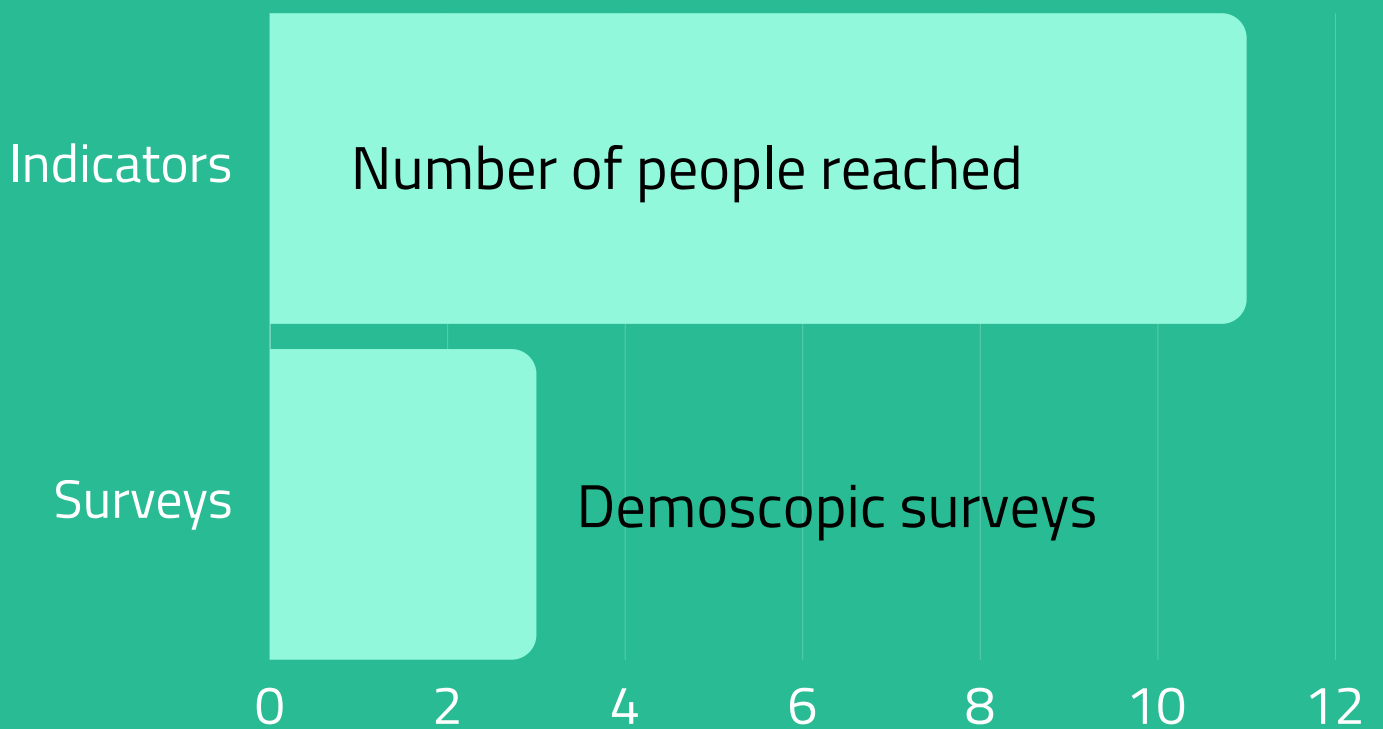 Indicators
Number of people reached
Surveys
Demoscopic surveys
0 2 4 6 8 10 12